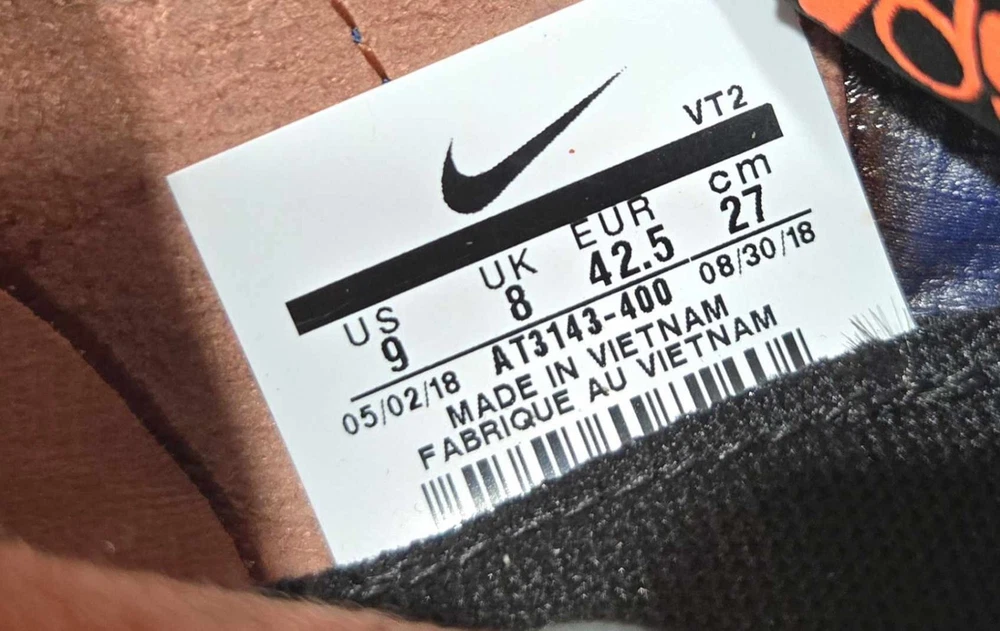 VT2
US UK EUR cm
9 8 42.5 27
05/02/18 AT3143-400 08/30/18
MADE IN VIETNAM
FABRIQUE AU VIETNAM